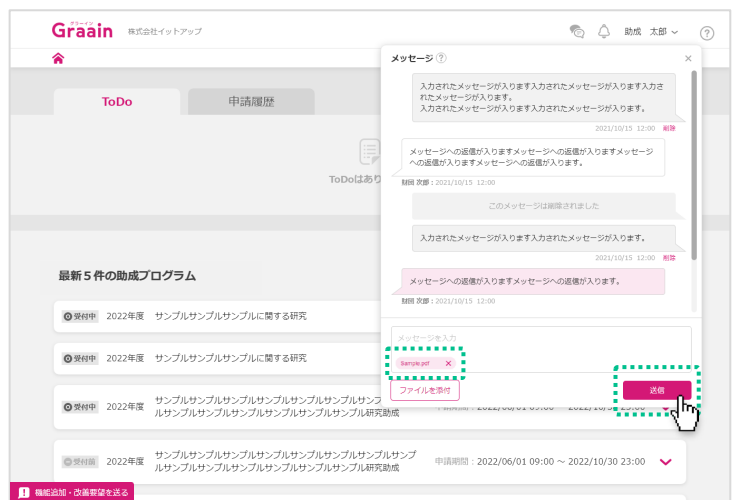 グラーイン
Graain
株式会社イットアップ
助成 太郎
?
ToDo
申請履歴
ToDoはあり
最新５件の助成プログラム
受付中 2022年度 サンプルサンプルサンプルに関する研究
受付中 2022年度 サンプルサンプルサンプルに関する研究
受付中 2022年度 サンプルサンプルサンプルサンプルサンプルサンプルサンプ
ルサンプルサンプルサンプルサンプルサンプルサンプル研究助成
申請期間：2022/06/01 09:00 ～ 2022/10/30 23:00
受付前 2022年度 サンプルサンプルサンプルサンプルサンプルサンプルサンプ
ルサンプルサンプルサンプルサンプルサンプルサンプル研究助成
申請期間：2022/06/01 09:00 ～ 2022/10/30 23:00
! 機能追加・改善要望を送る
メッセージ ?
×
入力されたメッセージが入ります入力されたメッセージが入ります入力さ
れたメッセージが入ります。
入力されたメッセージが入ります入力されたメッセージが入ります。
2021/10/15 12:00 削除
メッセージへの返信が入りますメッセージへの返信が入りますメッセージ
への返信が入りますメッセージへの返信が入ります。
財団 次郎：2021/10/15 12:00
このメッセージは削除されました
入力されたメッセージが入ります入力されたメッセージが入ります。
2021/10/15 12:00 削除
メッセージへの返信が入りますメッセージへの返信が入ります。
財団 次郎：2021/10/15 12:00
メッセージを入力
Sample.pdf ×
ファイルを添付
送信